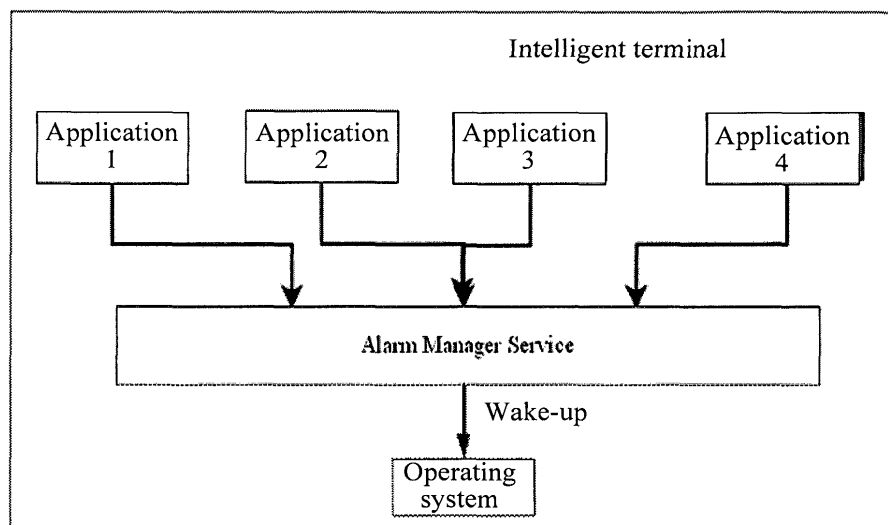 Intelligent terminal
Application
1
Application
2
Application
3
Application
4
Alarm Manager Service
Wake-up
Operating
system